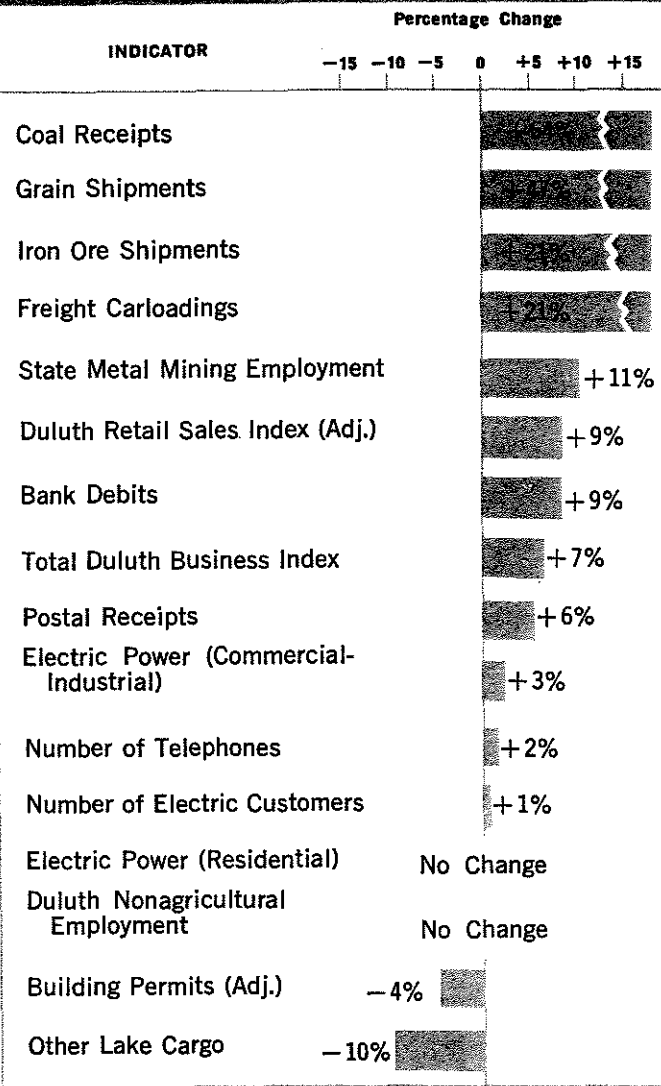 Percentage Change
INDICATOR
−15 −10 −5 0 +5 +10 +15
Coal Receipts
Grain Shipments
Iron Ore Shipments +21%
Freight Carloadings +21%
State Metal Mining Employment +11%
Duluth Retail Sales Index (Adj.) +9%
Bank Debits +9%
Total Duluth Business Index +7%
Postal Receipts +6%
Electric Power (Commercial-
Industrial) +3%
Number of Telephones +2%
Number of Electric Customers +1%
Electric Power (Residential) No Change
Duluth Nonagricultural
Employment No Change
Building Permits (Adj.) −4%
Other Lake Cargo −10%